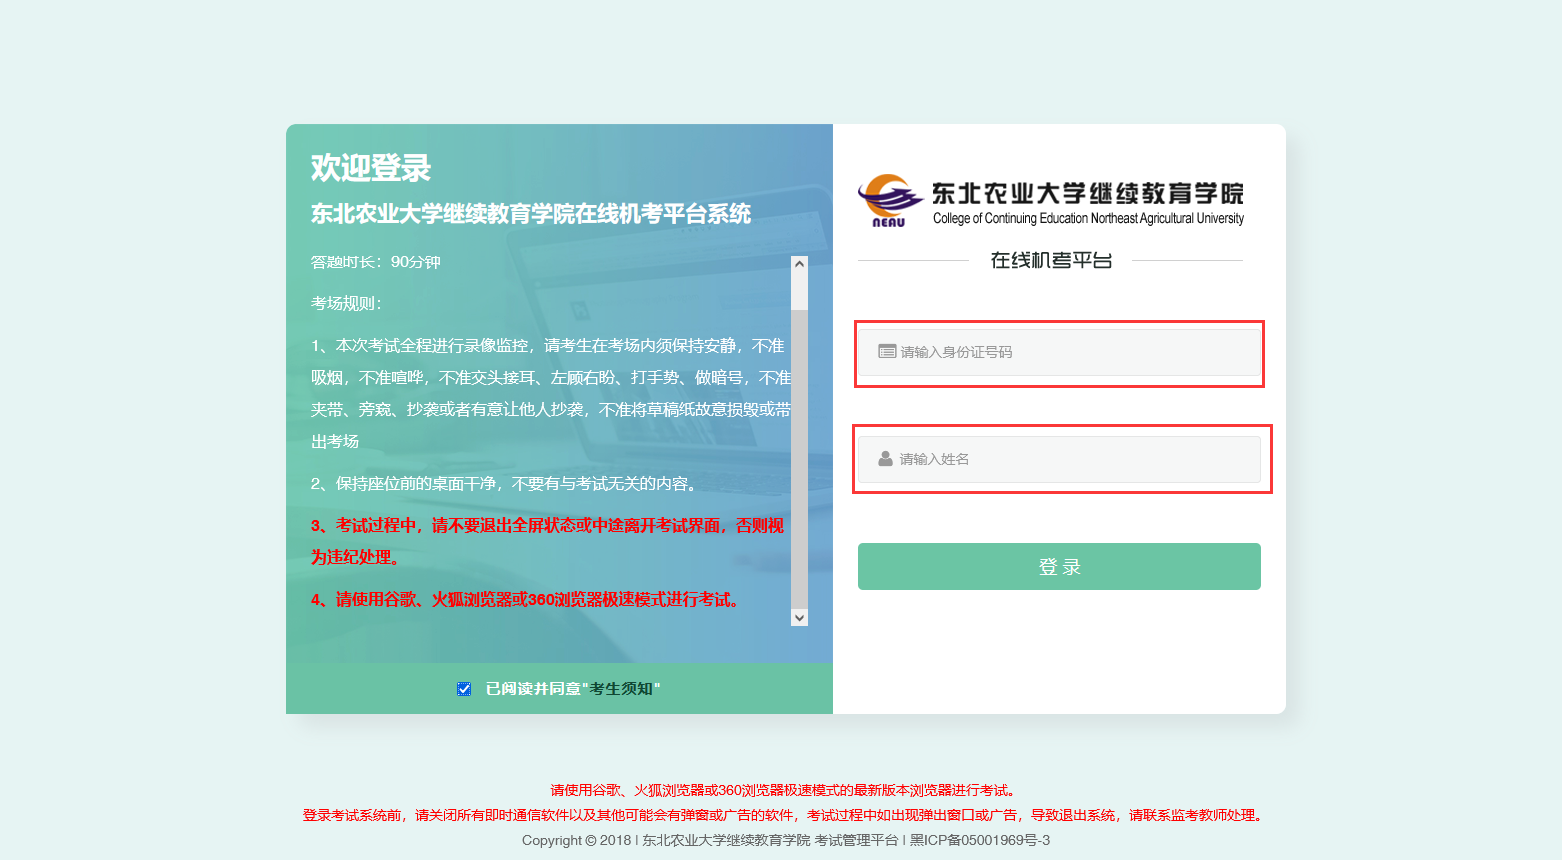 欢迎登录
东北农业大学继续教育学院在线机考平台系统
答题时长：90分钟
考场规则：
1、本次考试全程进行录像监控，请考生在考场内须保持安静，不准
吸烟，不准喧哗，不准交头接耳、左顾右盼、打手势、做暗号，不准
夹带、旁窥、抄袭或者有意让他人抄袭，不准将草稿纸故意损毁或带
出考场
2、保持座位前的桌面干净，不要有与考试无关的内容。
3、考试过程中，请不要退出全屏状态或中途离开考试界面，否则视
为违纪处理。
4、请使用谷歌、火狐浏览器或360浏览器极速模式进行考试。
已阅读并同意"考生须知"
NEAU
东北农业大学继续教育学院
College of Continuing Education Northeast Agricultural University
在线机考平台
请输入身份证号码
请输入姓名
登 录
请使用谷歌、火狐浏览器或360浏览器极速模式的最新版本浏览器进行考试。
登录考试系统前，请关闭所有即时通信软件以及其他可能会有弹窗或广告的软件，考试过程中如出现弹出窗口或广告，导致退出系统，请联系监考教师处理。
Copyright © 2018 | 东北农业大学继续教育学院 考试管理平台 | 黑ICP备05001969号-3